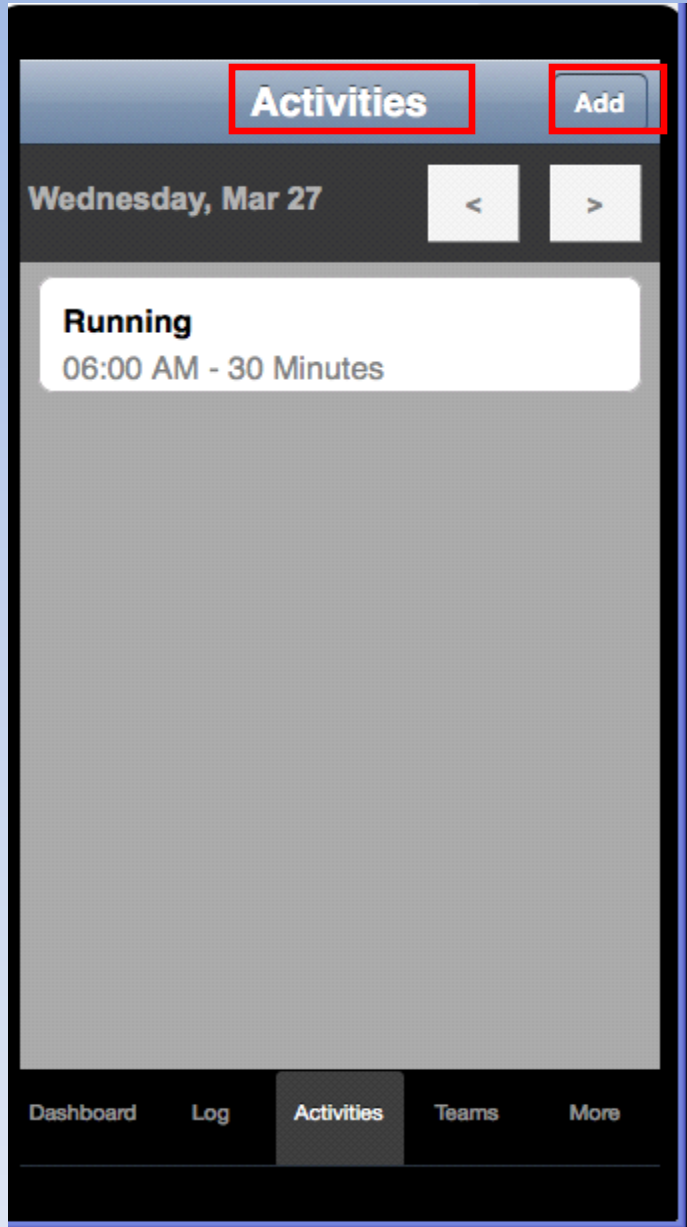 Activities Add
Wednesday, Mar 27 < >
Running
06:00 AM - 30 Minutes
Dashboard Log Activities Teams More